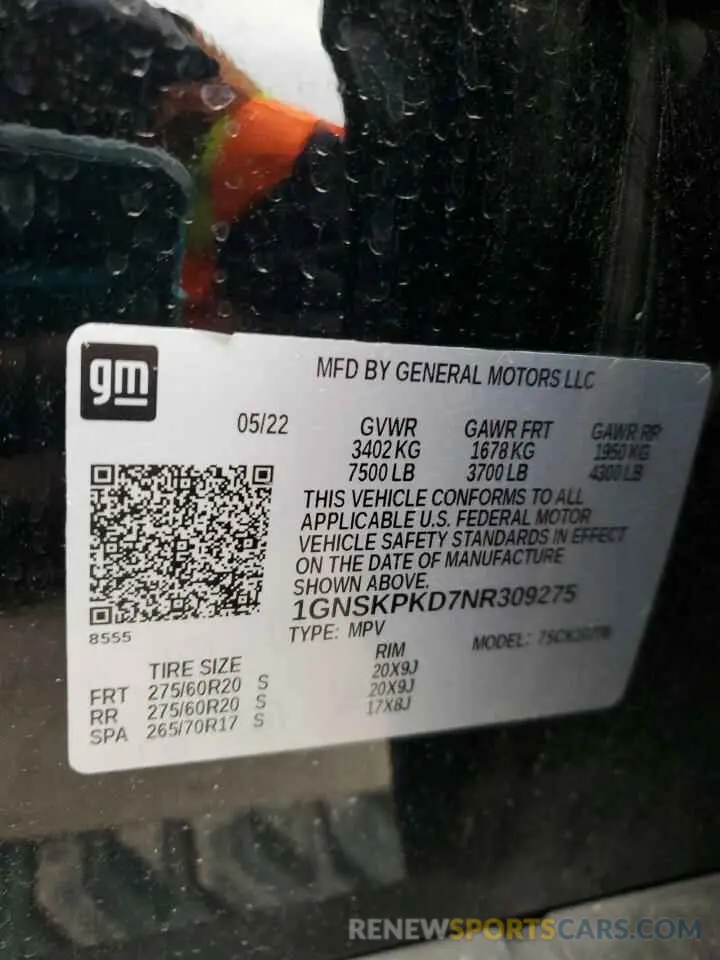 gm
MFD BY GENERAL MOTORS LLC
05/22 GVWR GAWR FRT GAWR RR
3402 KG 1678 KG 1950 KG
7500 LB 3700 LB 4300 LB
THIS VEHICLE CONFORMS TO ALL
APPLICABLE U.S. FEDERAL MOTOR
VEHICLE SAFETY STANDARDS IN EFFECT
ON THE DATE OF MANUFACTURE
SHOWN ABOVE.
1GNSKPKD7NR309275
8555
TYPE: MPV MODEL:
TIRE SIZE RIM
FRT 275/60R20 S 20X9J
RR 275/60R20 S 20X9J
SPA 265/70R17 S 17X8J
RENEWSPORTSCARS.COM